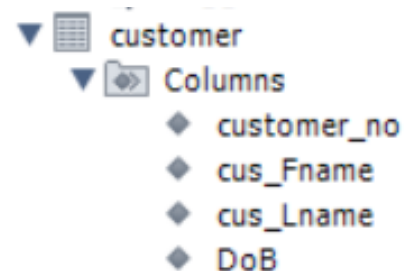 customer
Columns
customer_no
cus_Fname
cus_Lname
DoB